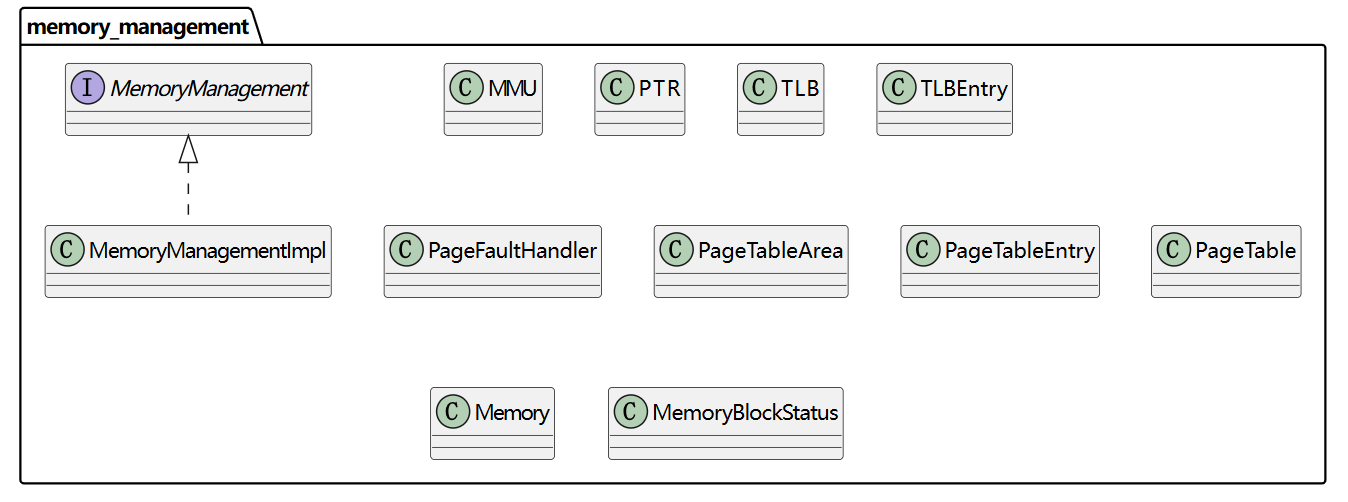 memory_management
I MemoryManagement
C MMU
C PTR
C TLB
C TLBEntry
C MemoryManagementImpl
C PageFaultHandler
C PageTableArea
C PageTableEntry
C PageTable
C Memory
C MemoryBlockStatus